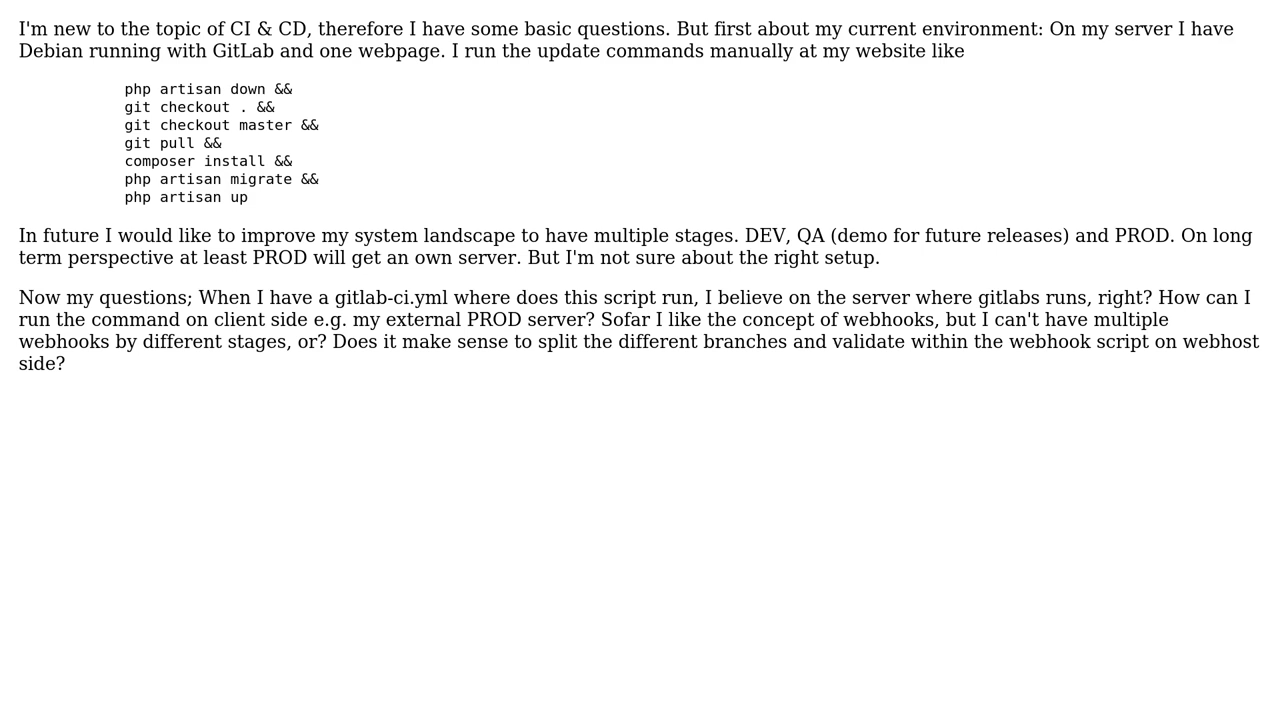 I'm new to the topic of CI & CD, therefore I have some basic questions. But first about my current environment: On my server I have
Debian running with GitLab and one webpage. I run the update commands manually at my website like
php artisan down &&
git checkout . &&
git checkout master &&
git pull &&
composer install &&
php artisan migrate &&
php artisan up
In future I would like to improve my system landscape to have multiple stages. DEV, QA (demo for future releases) and PROD. On long
term perspective at least PROD will get an own server. But I'm not sure about the right setup.
Now my questions; When I have a gitlab-ci.yml where does this script run, I believe on the server where gitlabs runs, right? How can I
run the command on client side e.g. my external PROD server? Sofar I like the concept of webhooks, but I can't have multiple
webhooks by different stages, or? Does it make sense to split the different branches and validate within the webhook script on webhost
side?